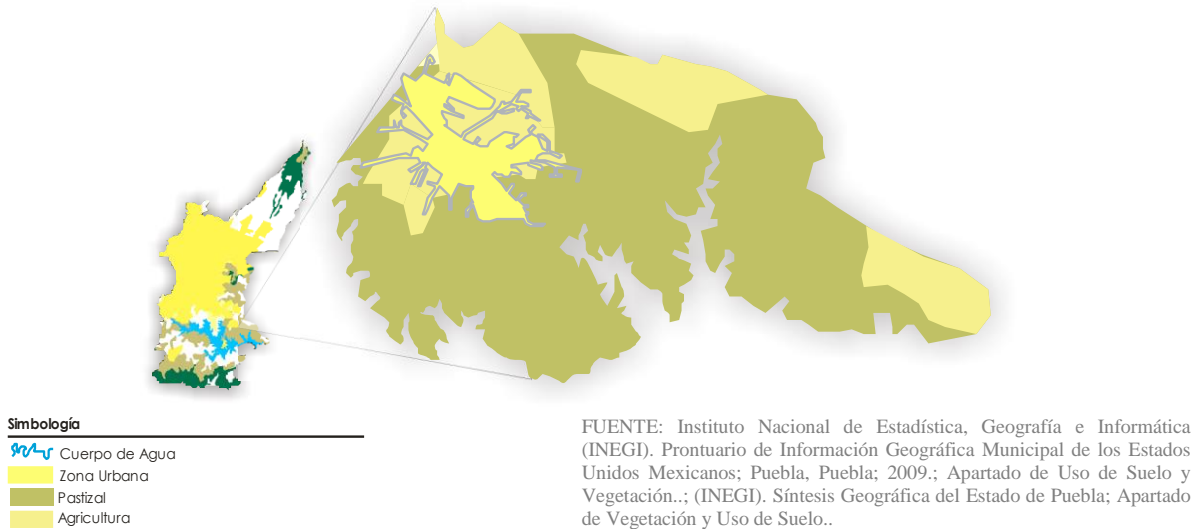 Simbología
Cuerpo de Agua
Zona Urbana
Pastizal
Agricultura
FUENTE: Instituto Nacional de Estadística, Geografía e Informática
(INEGI). Prontuario de Información Geográfica Municipal de los Estados
Unidos Mexicanos; Puebla, Puebla; 2009.; Apartado de Uso de Suelo y
Vegetación..; (INEGI). Síntesis Geográfica del Estado de Puebla; Apartado
de Vegetación y Uso de Suelo..